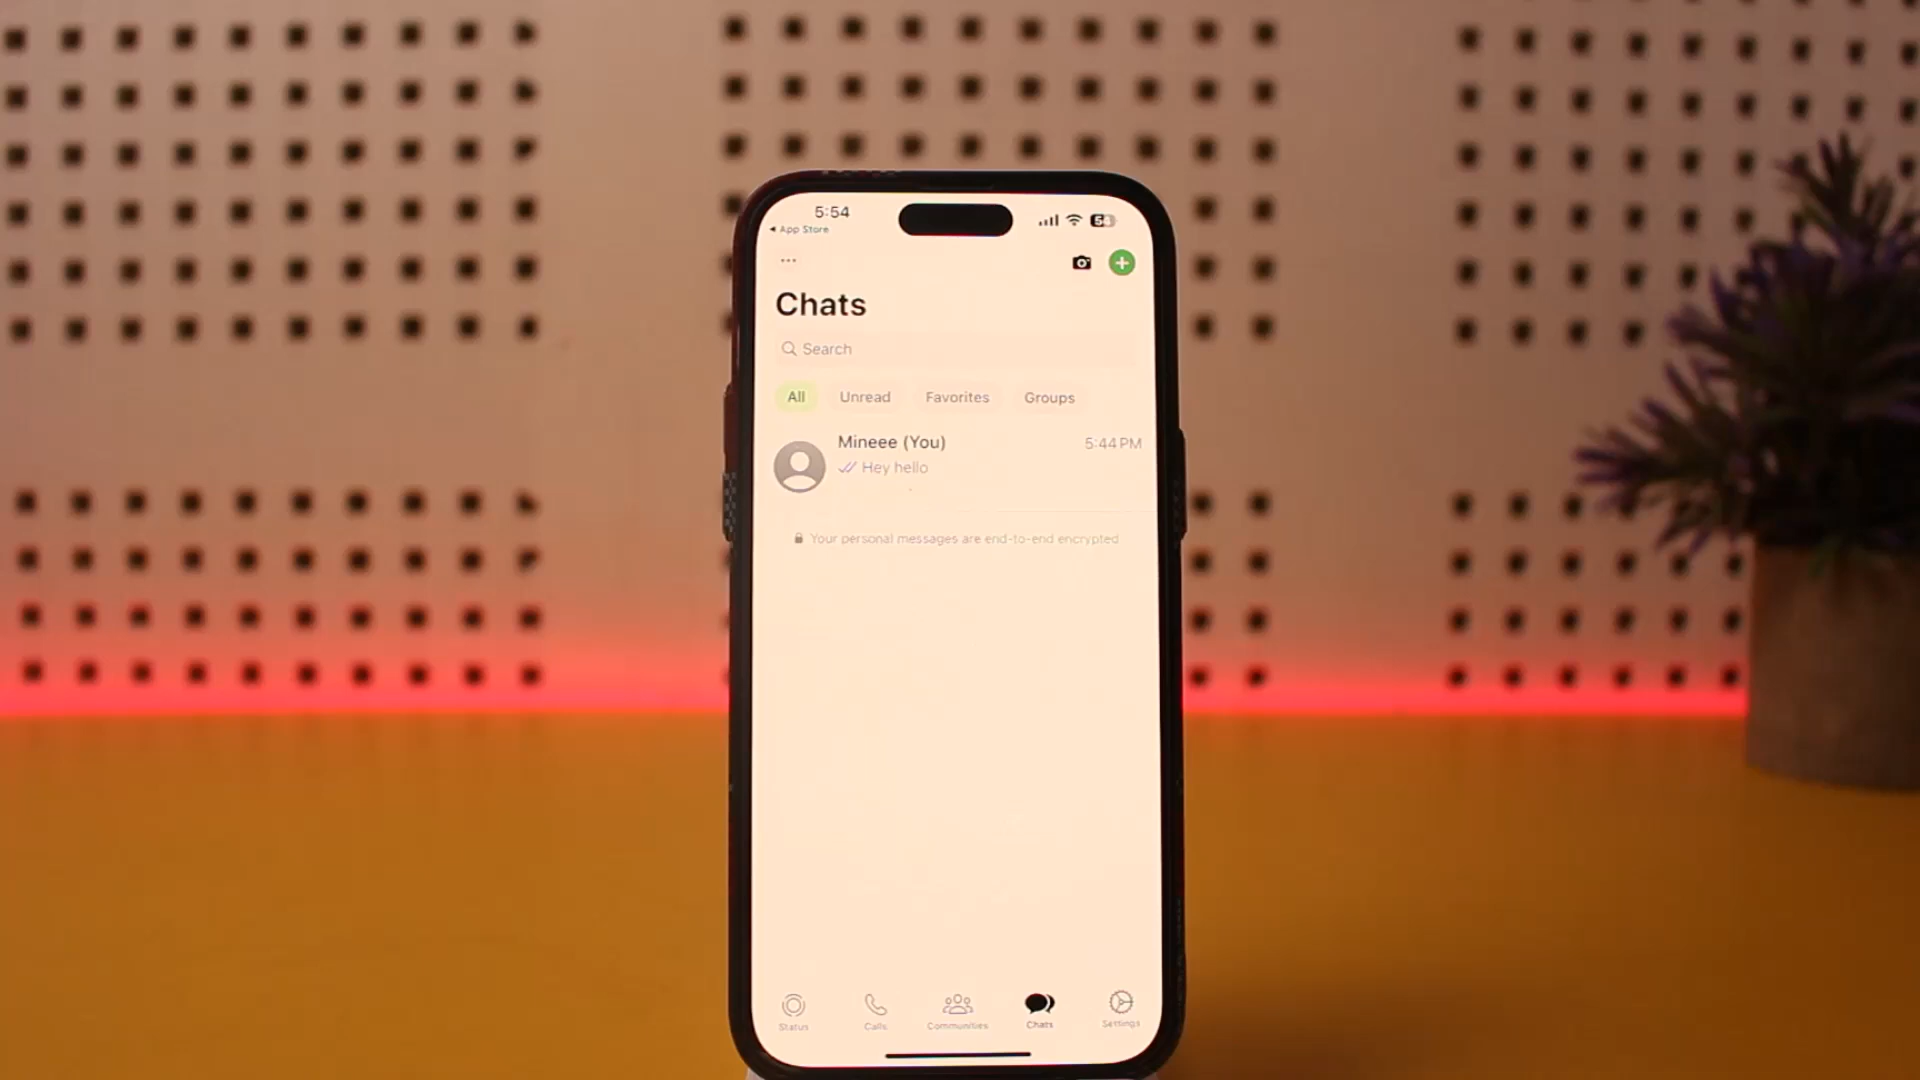 5:54
App Store
54
Chats
Search
All Unread Favorites Groups
Mineee (You) 5:44 PM
Hey hello
Your personal messages are end-to-end encrypted
Status Calls Communities Chats Settings